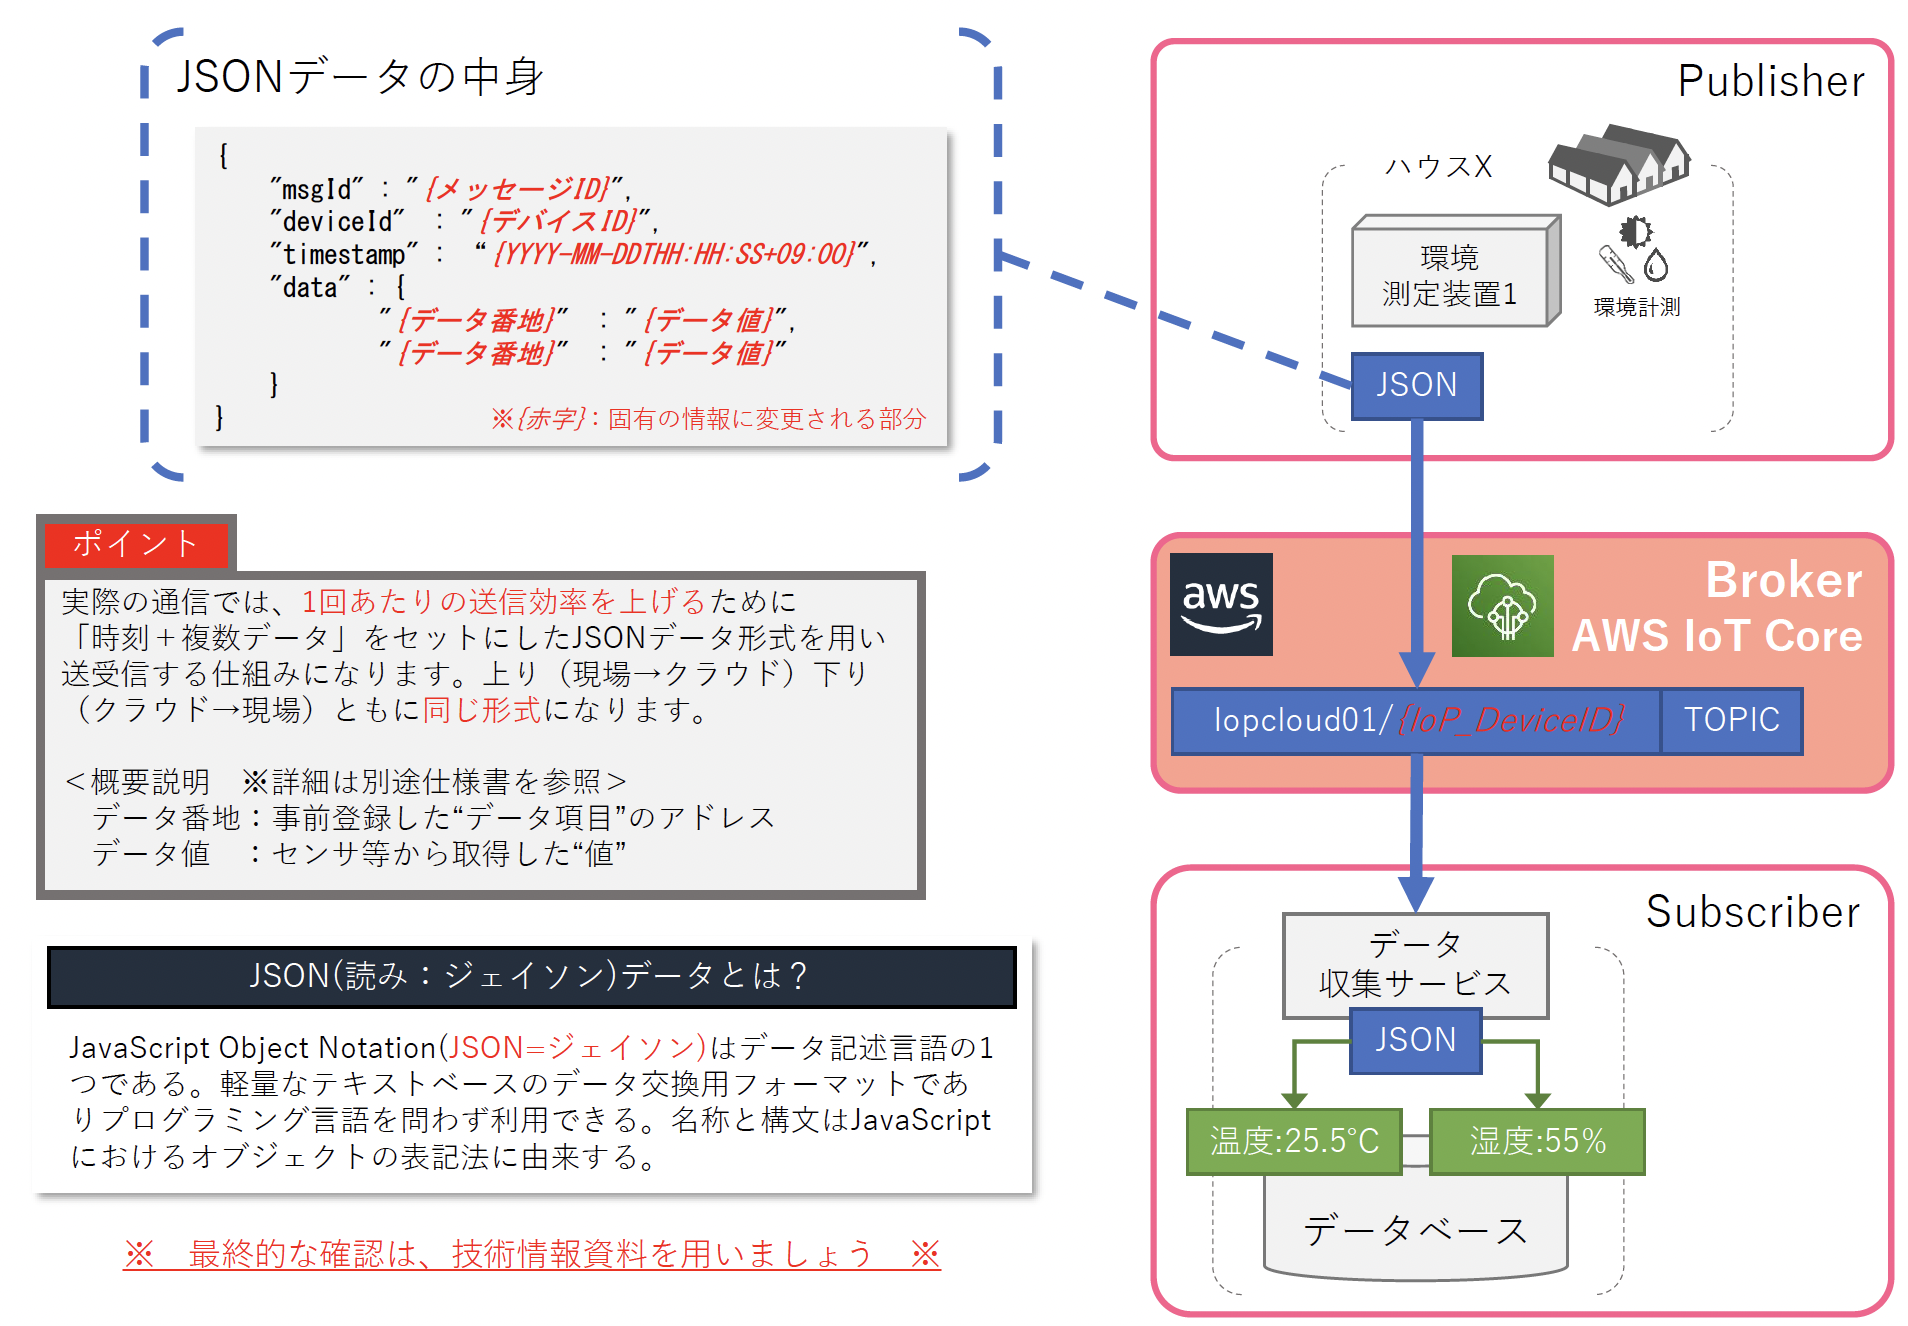 JSONデータの中身
{
"msgId" : "{メッセージID}",
"deviceId" : "{デバイスID}",
"timestamp" : “{YYYY-MM-DDTHH:HH:SS+09:00}",
"data" : {
"{データ番地}" : "{データ値}",
"{データ番地}" : "{データ値}"
}
}
※{赤字}：固有の情報に変更される部分
ポイント
実際の通信では、1回あたりの送信効率を上げるために
「時刻＋複数データ」をセットにしたJSONデータ形式を用い
送受信する仕組みになります。上り（現場→クラウド）下り
（クラウド→現場）ともに同じ形式になります。
＜概要説明　※詳細は別途仕様書を参照＞
データ番地：事前登録した“データ項目”のアドレス
データ値　：センサ等から取得した“値”
JSON(読み：ジェイソン)データとは？
JavaScript Object Notation(JSON=ジェイソン)はデータ記述言語の1
つである。軽量なテキストベースのデータ交換用フォーマットであ
りプログラミング言語を問わず利用できる。名称と構文はJavaScript
におけるオブジェクトの表記法に由来する。
※　最終的な確認は、技術情報資料を用いましょう　※
Publisher
ハウスX
環境
測定装置1
環境計測
JSON
aws
Broker
AWS IoT Core
Iopcloud01/{IoP_DeviceID}
TOPIC
Subscriber
データ
収集サービス
JSON
温度:25.5℃
湿度:55%
データベース